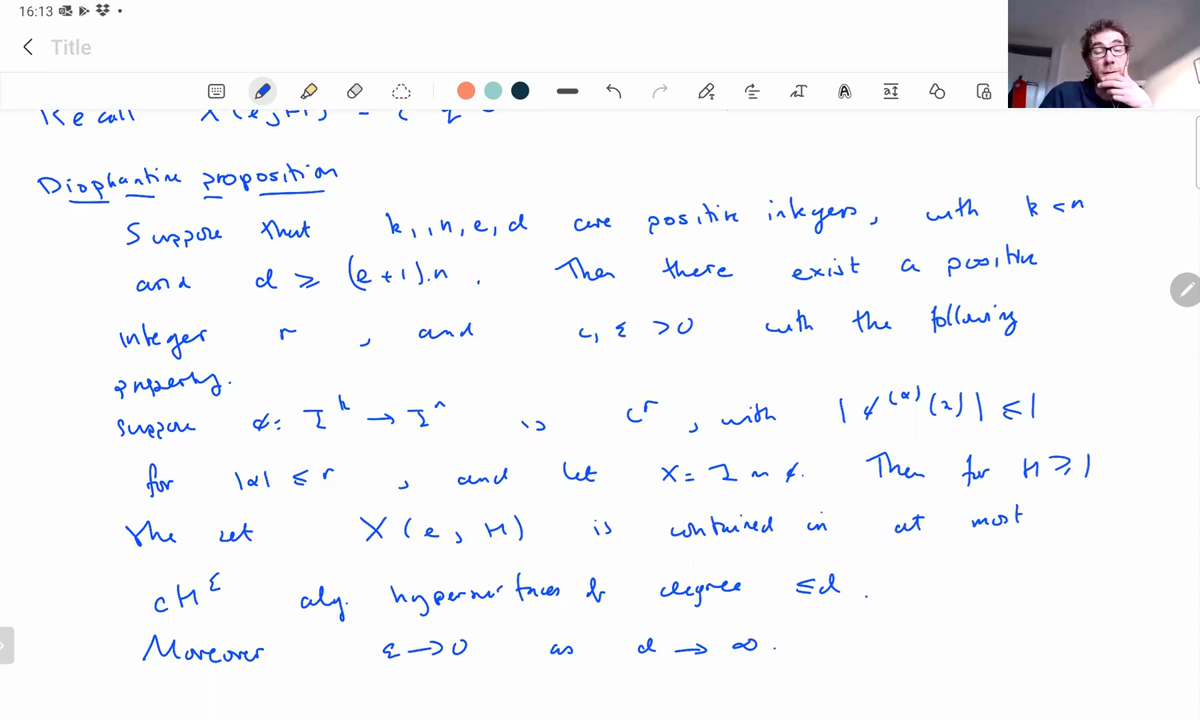 16:13
Title
Recall X(e,H) = {
Diophantine proposition
Suppose that k, n, e, d are positive integers, with k < n
and d ≥ (e+1).n. Then there exist a positive
integer r, and c, ε > 0 with the following
property.
Suppose φ: I^k → I^n is C^r, with |φ^(α)(x)| ≤ 1
for |α| ≤ r, and let X = Im φ. Then for H ≥ 1
the set X(e, H) is contained in at most
cH^ε alg. hypersurfaces of degree ≤ d.
Moreover ε → 0 as d → ∞.